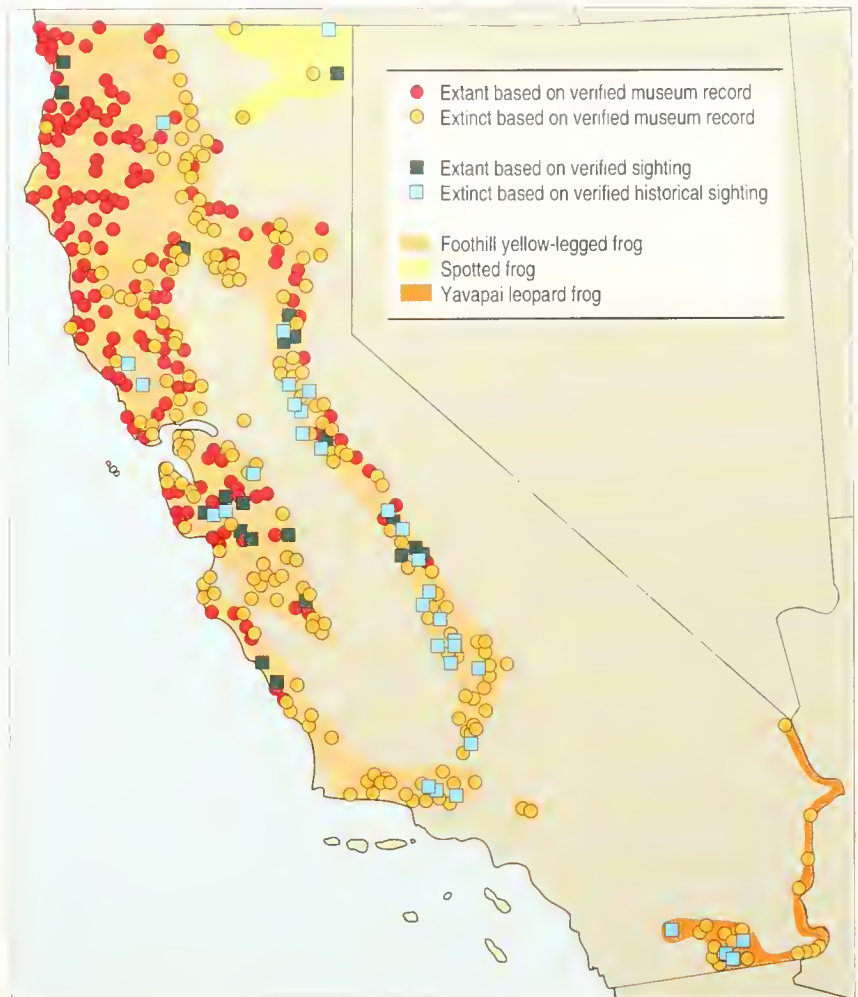 Extant based on verified museum record
Extinct based on verified museum record
Extant based on verified sighting
Extinct based on verified historical sighting
Foothill yellow-legged frog
Spotted frog
Yavapai leopard frog